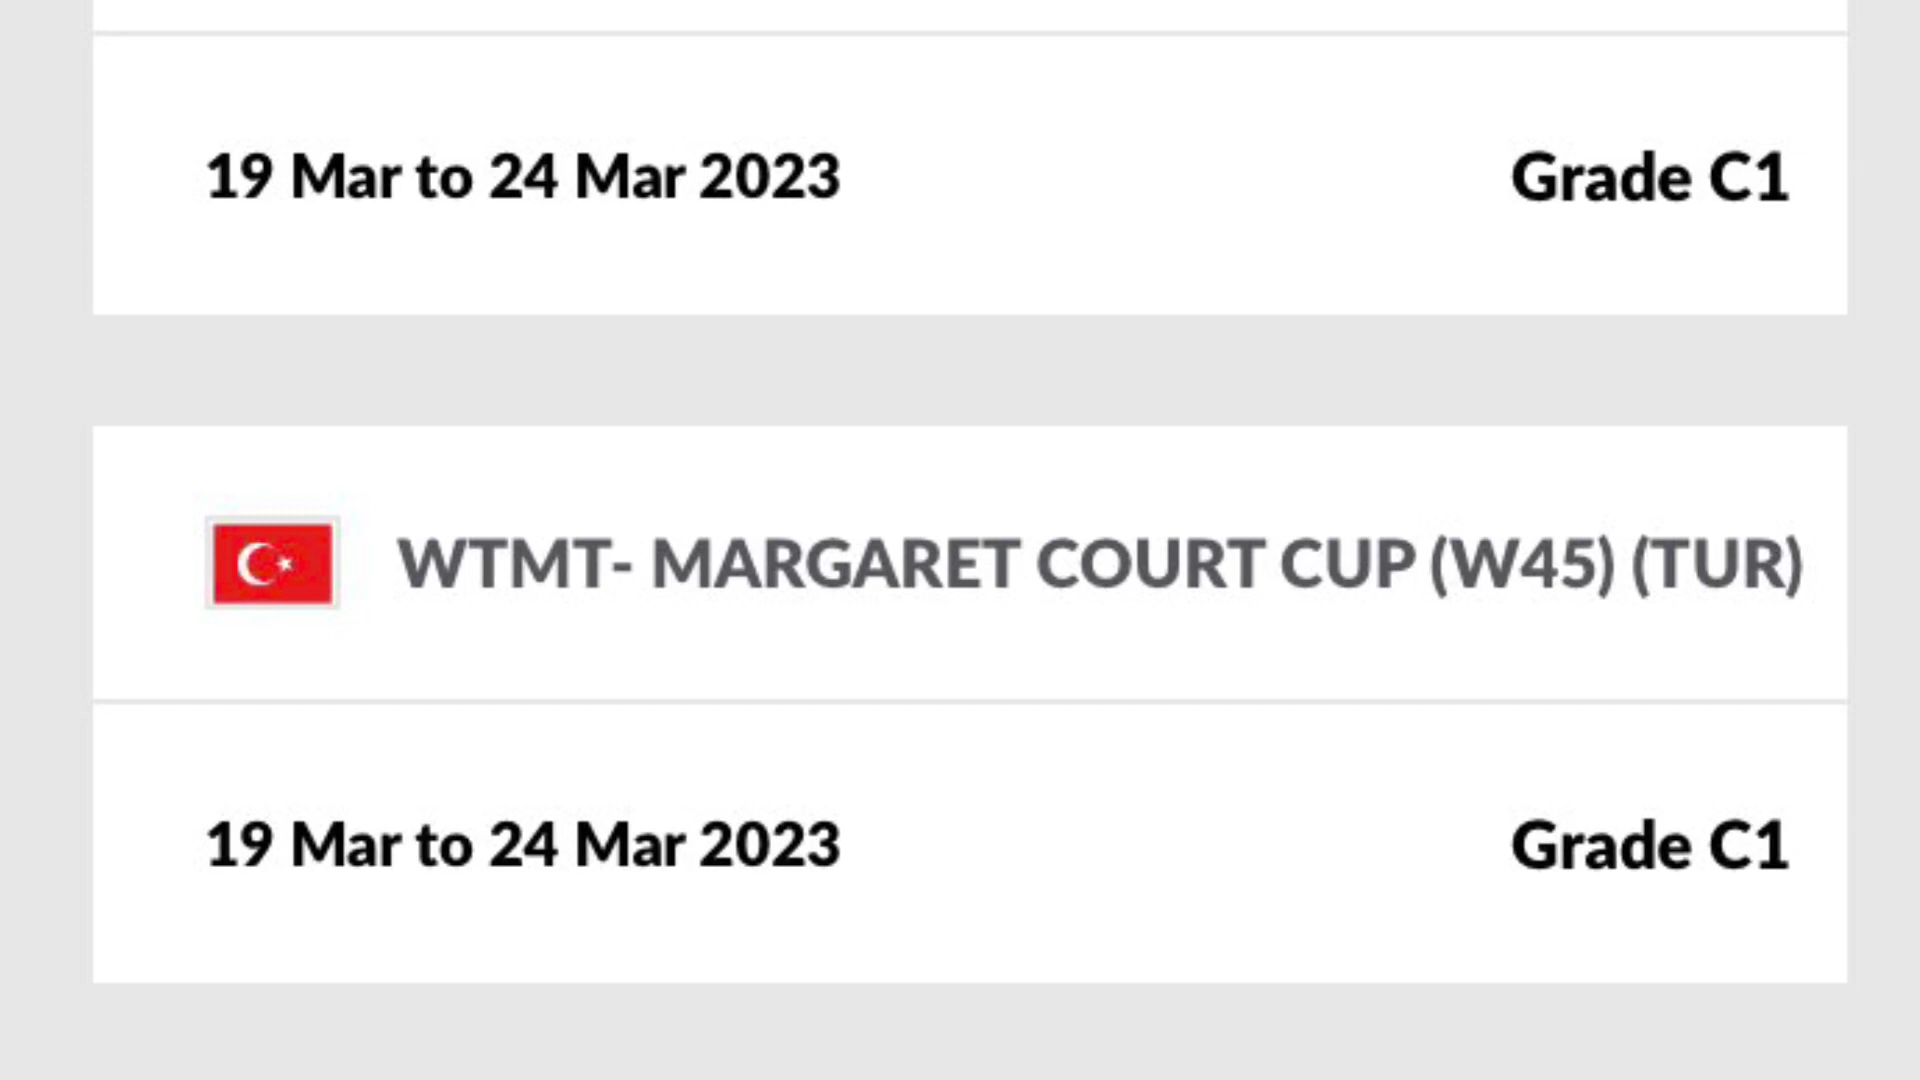 19 Mar to 24 Mar 2023 Grade C1
WTMT- MARGARET COURT CUP (W45) (TUR)
19 Mar to 24 Mar 2023 Grade C1